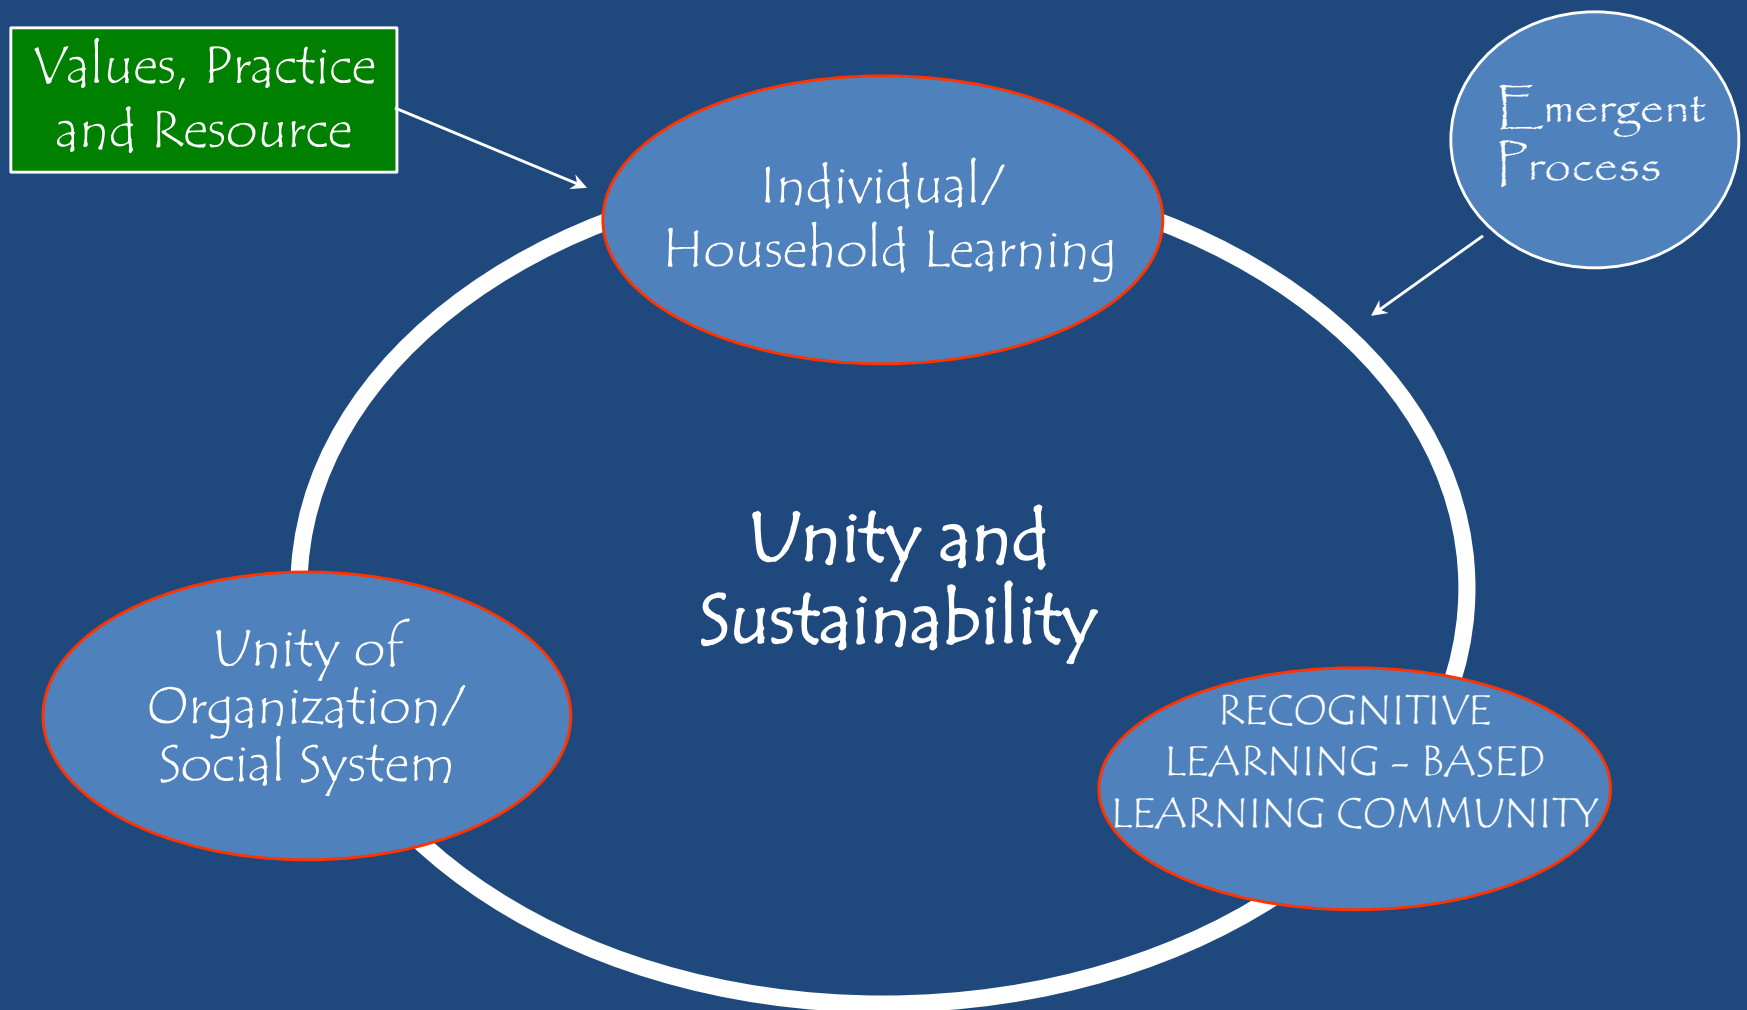 Values, Practice
and Resource
Emergent
Process
Individual/
Household Learning
Unity and
Sustainability
Unity of
Organization/
Social System
RECOGNITIVE
LEARNING – BASED
LEARNING COMMUNITY